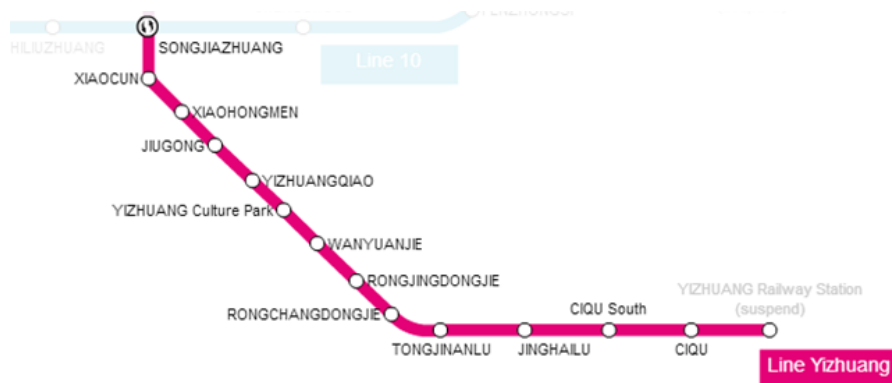 HILIUZHUANG
SONGJIAZHUANG
Line 10
XIAOCUN
XIAOHONGMEN
JIUGONG
YIZHUANGQIAO
YIZHUANG Culture Park
WANYUANJIE
RONGJINGDONGJIE
RONGCHANGDONGJIE
CIQU South
YIZHUANG Railway Station
(suspend)
TONGJINANLU
JINGHAILU
CIQU
Line Yizhuang